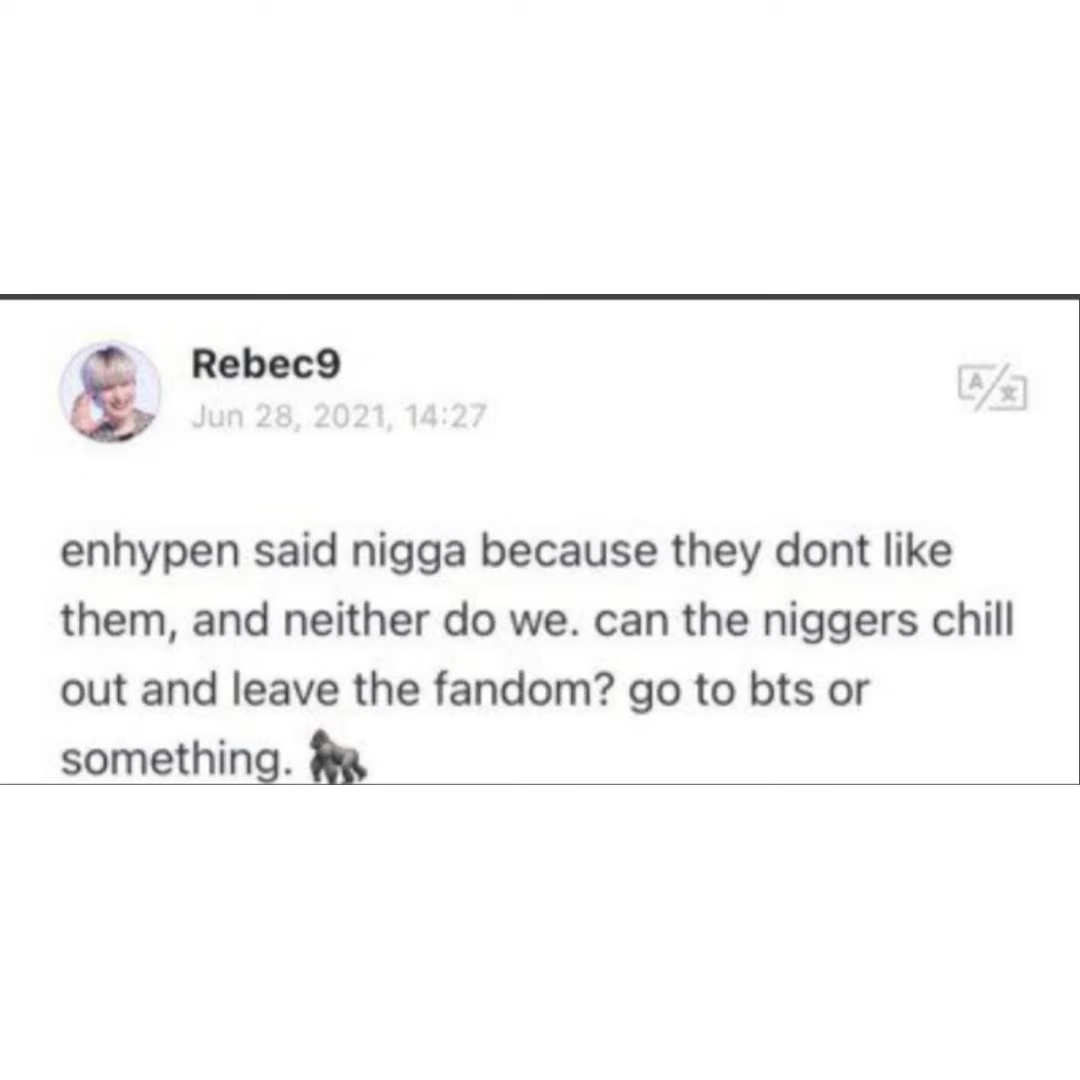 Rebec9
Jun 28, 2021, 14:27
A/文
enhypen said nigga because they dont like
them, and neither do we. can the niggers chill
out and leave the fandom? go to bts or
something. 🦍